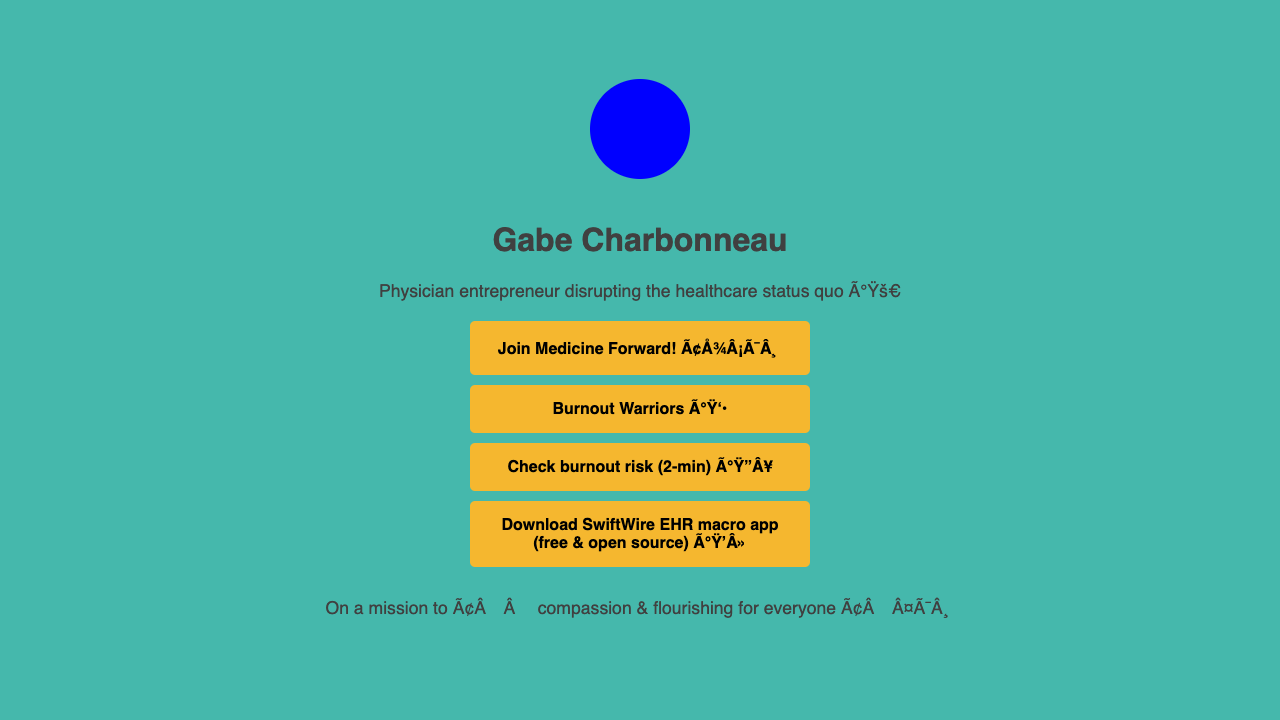 Gabe Charbonneau
Physician entrepreneur disrupting the healthcare status quo Ã°Ÿš€
Join Medicine Forward! Ã¢Å¾Â¡Ã¯Â¸
Burnout Warriors Ã°Ÿ‘•
Check burnout risk (2-min) Ã°Ÿ”Â¥
Download SwiftWire EHR macro app
(free & open source) Ã°Ÿ’Â»
On a mission to Ã¢Â Â compassion & flourishing for everyone Ã¢Â Â¤Ã¯Â¸